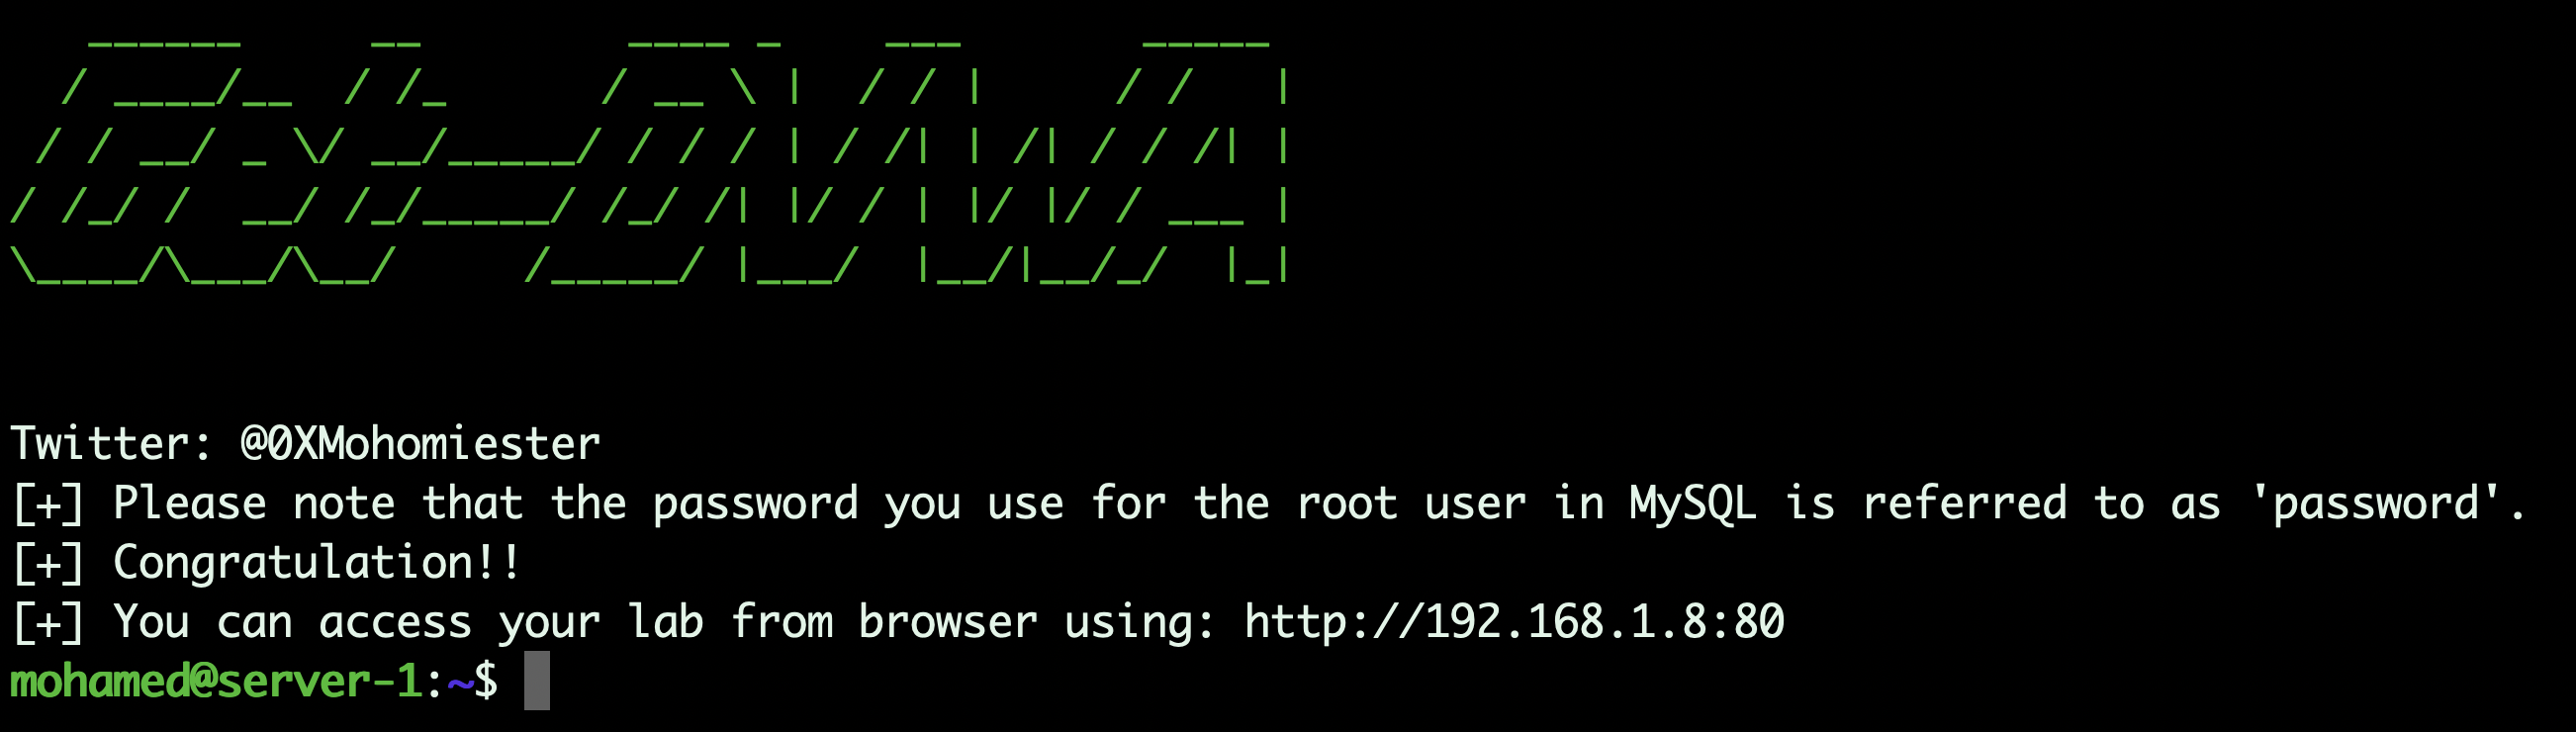 Get-DVWA
Twitter: @0XMohomiester
[+] Please note that the password you use for the root user in MySQL is referred to as 'password'.
[+] Congratulation!!
[+] You can access your lab from browser using: http://192.168.1.8:80
mohamed@server-1:~$